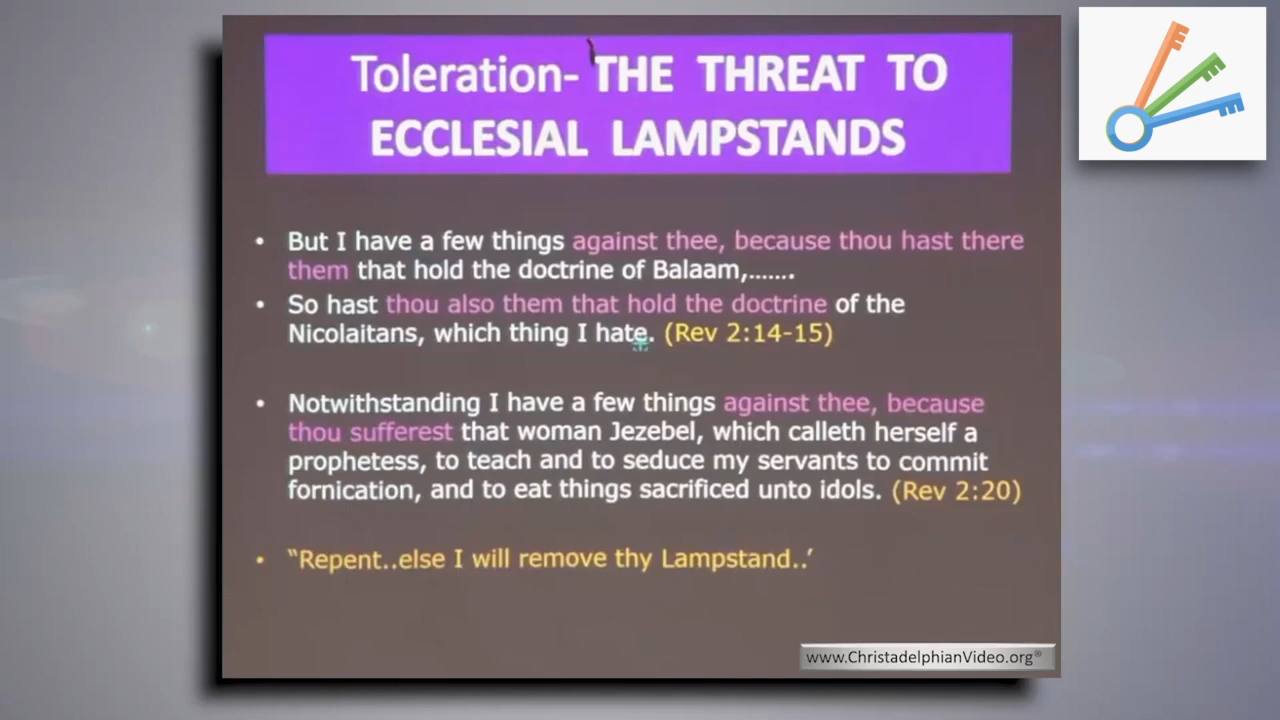 Toleration- THE THREAT TO
ECCLESIAL LAMPSTANDS
• But I have a few things against thee, because thou hast there
them that hold the doctrine of Balaam,.......
• So hast thou also them that hold the doctrine of the
Nicolaitans, which thing I hate. (Rev 2:14-15)
• Notwithstanding I have a few things against thee, because
thou sufferest that woman Jezebel, which calleth herself a
prophetess, to teach and to seduce my servants to commit
fornication, and to eat things sacrificed unto idols. (Rev 2:20)
• “Repent..else I will remove thy Lampstand..’
www.ChristadelphianVideo.org®